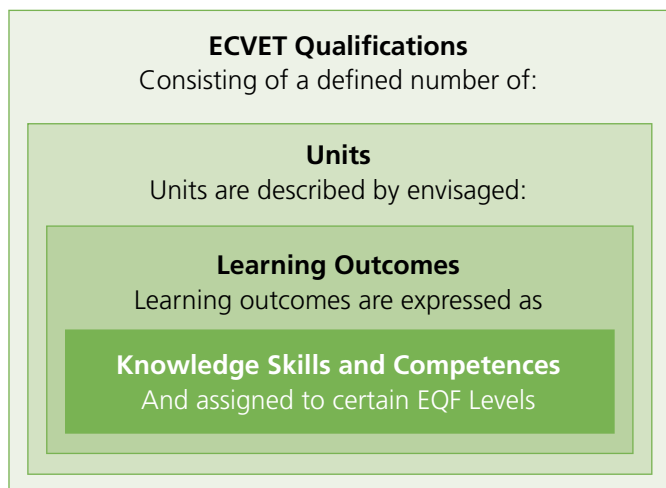 ECVET Qualifications
Consisting of a defined number of:
Units
Units are described by envisaged:
Learning Outcomes
Learning outcomes are expressed as
Knowledge Skills and Competences
And assigned to certain EQF Levels